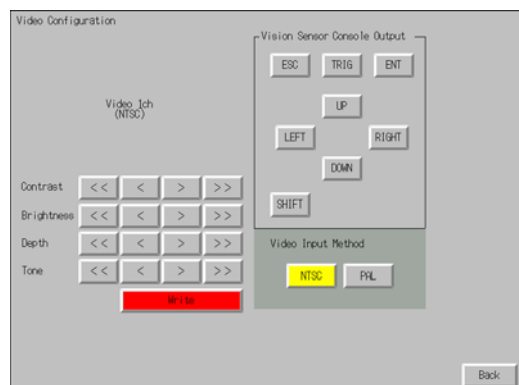 Video Configuration
Vision Sensor Console Output
ESC TRIG ENT
Video 1ch
(NTSC)
UP
LEFT RIGHT
DOWN
SHIFT
Contrast << < > >>
Brightness << < > >>
Depth << < > >>
Tone << < > >>
Write
Video Input Method
NTSC PAL
Back